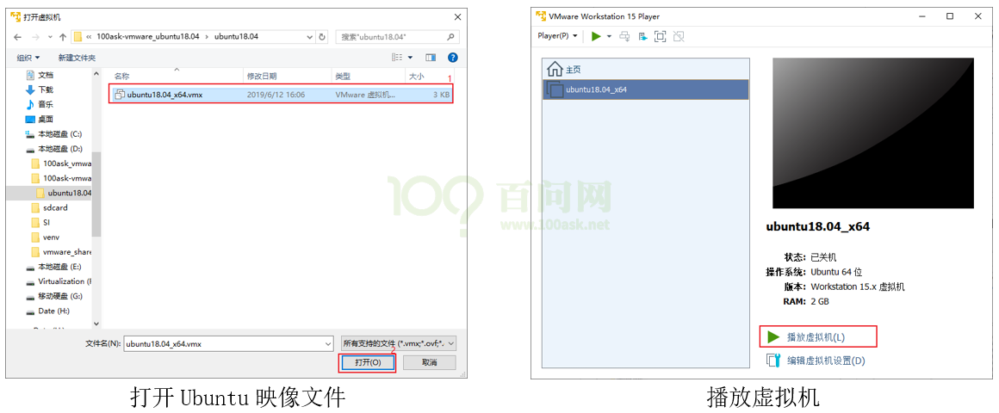 打开虚拟机
« 100ask-vmware_ubuntu18.04 › ubuntu18.04
搜索"ubuntu18.04"
组织
新建文件夹
文档
下载
音乐
桌面
本地磁盘 (C:)
本地磁盘 (D:)
100ask_vmwa
100ask-vmwa
ubuntu18.04
sdcard
SI
venv
vmware_share
本地磁盘 (E:)
Virtualization (
移动硬盘 (G:)
Date (H:)
名称 修改日期 类型 大小
1
ubuntu18.04_x64.vmx 2019/6/12 16:06 VMware 虚拟机... 3 KB
文件名(N): ubuntu18.04_x64.vmx 所有支持的文件 (*.vmx;*.ovf;*.
2
打开(O) 取消
打开 Ubuntu 映像文件
VMware Workstation 15 Player
Player(P)
主页
ubuntu18.04_x64
ubuntu18.04_x64
状态: 已关机
操作系统: Ubuntu 64 位
版本: Workstation 15.x 虚拟机
RAM: 2 GB
播放虚拟机(L)
编辑虚拟机设置(D)
播放虚拟机
百问网
www.100ask.net